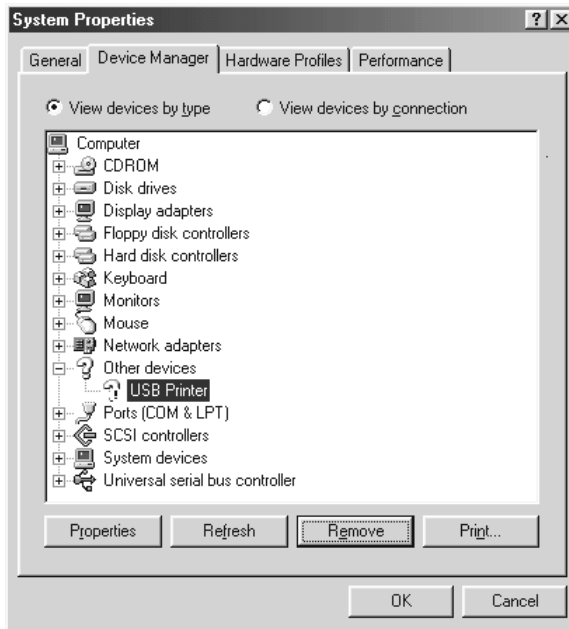 System Properties
General Device Manager Hardware Profiles Performance
View devices by type View devices by connection
Computer
CDROM
Disk drives
Display adapters
Floppy disk controllers
Hard disk controllers
Keyboard
Monitors
Mouse
Network adapters
Other devices
USB Printer
Ports (COM & LPT)
SCSI controllers
System devices
Universal serial bus controller
Properties Refresh Remove Print...
OK Cancel